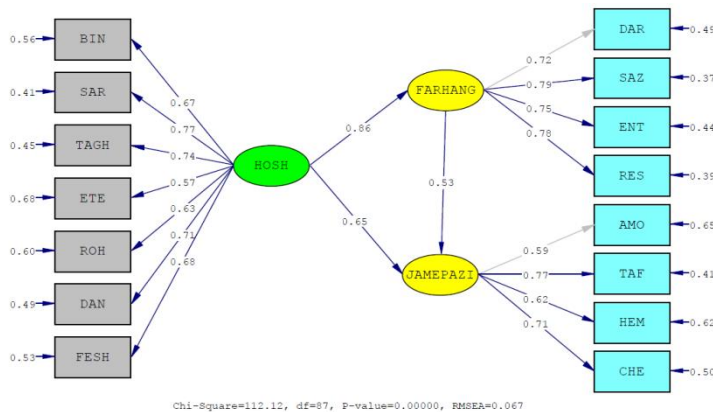 0.56 BIN
0.41 SAR
0.45 TAGH
0.68 ETE
0.60 ROH
0.49 DAN
0.53 FESH
0.67
0.77
0.74
0.57
0.63
0.71
0.68
HOSH
0.86
0.65
FARHANG
0.53
JAMEPAZI
0.72
0.79
0.75
0.78
0.59
0.77
0.62
0.71
DAR 0.49
SAZ 0.37
ENT 0.44
RES 0.39
AMO 0.65
TAF 0.41
HEM 0.62
CHE 0.50
Chi-Square=112.12, df=87, P-value=0.00000, RMSEA=0.067